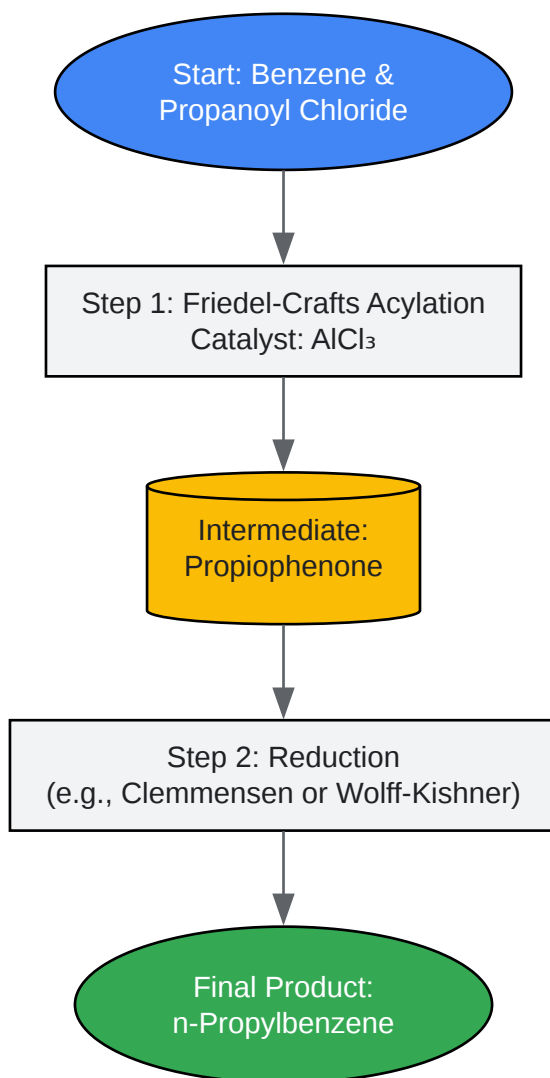 Start: Benzene &
Propanoyl Chloride
Step 1: Friedel-Crafts Acylation
Catalyst: AlCl₃
Intermediate:
Propiophenone
Step 2: Reduction
(e.g., Clemmensen or Wolff-Kishner)
Final Product:
n-Propylbenzene